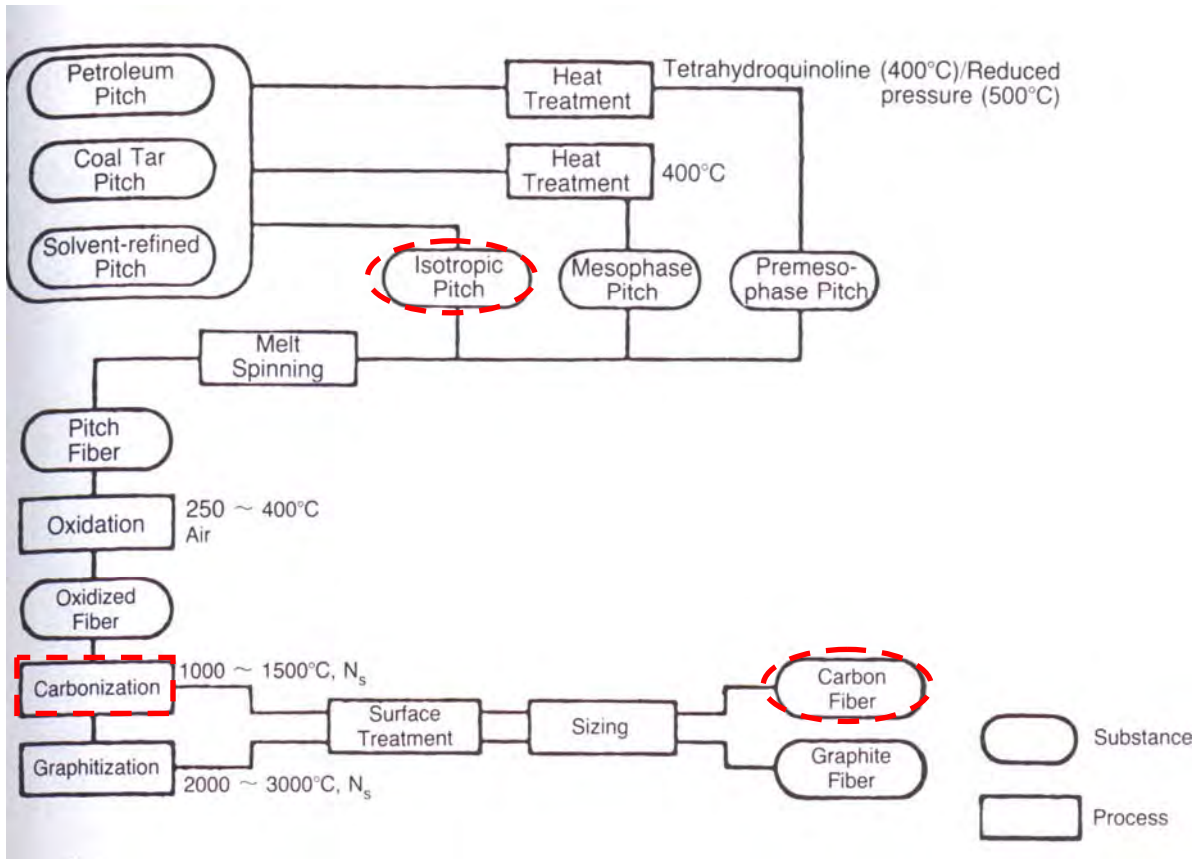 Petroleum
Pitch
Heat
Treatment
Tetrahydroquinoline (400°C)/Reduced
pressure (500°C)
Coal Tar
Pitch
Heat
Treatment
400°C
Solvent-refined
Pitch
Isotropic
Pitch
Mesophase
Pitch
Premeso-
phase Pitch
Melt
Spinning
Pitch
Fiber
Oxidation
250 ~ 400°C
Air
Oxidized
Fiber
Carbonization
1000 ~ 1500°C, Ns
Surface
Treatment
Sizing
Carbon
Fiber
Graphitization
2000 ~ 3000°C, Ns
Graphite
Fiber
Substance
Process